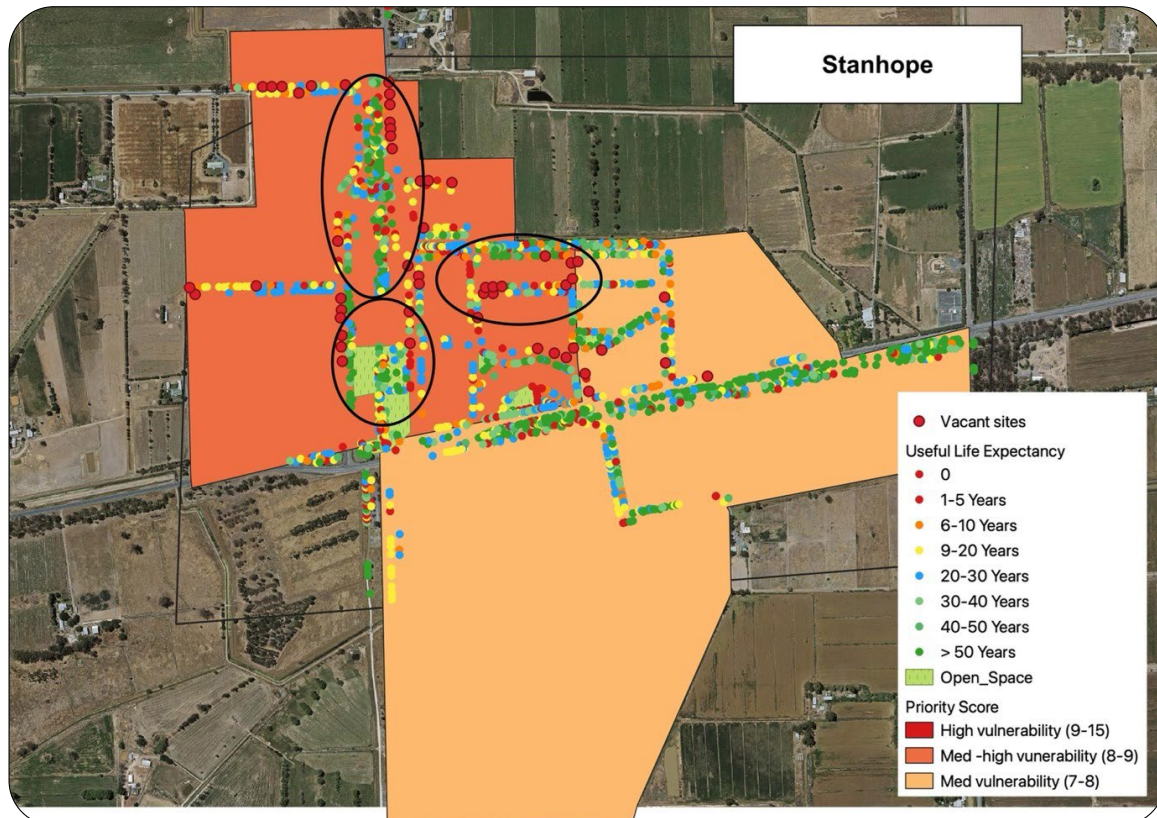 Stanhope
Vacant sites
Useful Life Expectancy
0
1-5 Years
6-10 Years
9-20 Years
20-30 Years
30-40 Years
40-50 Years
> 50 Years
Open_Space
Priority Score
High vulnerability (9-15)
Med -high vunerability (8-9)
Med vulnerability (7-8)